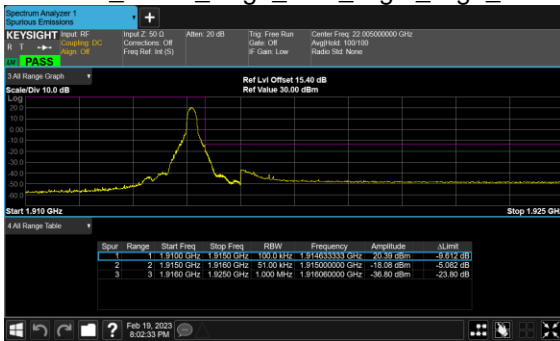 Spectrum Analyzer 1
Spurious Emissions
KEYSIGHT Input: RF Input Z: 50 Ω Atten: 20 dB Trig: Free Run Center Freq: 22.005000000 GHz
R T Coupling: DC Corrections: Off Gate: Off Avg|Hold: 100/100
Align: Off Freq Ref: Int (S) IF Gain: Low Radio Std: None
PASS
3 All Range Graph
Ref Lvl Offset 15.40 dB
Scale/Div 10.0 dB Ref Value 30.00 dBm
Log
20.0
10.0
0.00
-10.0
-20.0
-30.0
-40.0
-50.0
-60.0
Start 1.910 GHz Stop 1.925 GH
4 All Range Table
Spur Range Start Freq Stop Freq RBW Frequency Amplitude ΔLimit
1 1 1.9100 GHz 1.9150 GHz 100.0 kHz 1.914633333 GHz 20.39 dBm -9.612 dB
2 2 1.9150 GHz 1.9160 GHz 51.00 kHz 1.915000000 GHz -18.08 dBm -5.082 dB
3 3 1.9160 GHz 1.9250 GHz 1.000 MHz 1.916060000 GHz -36.80 dBm -23.80 dB
? Feb 19, 2023
8:02:33 PM